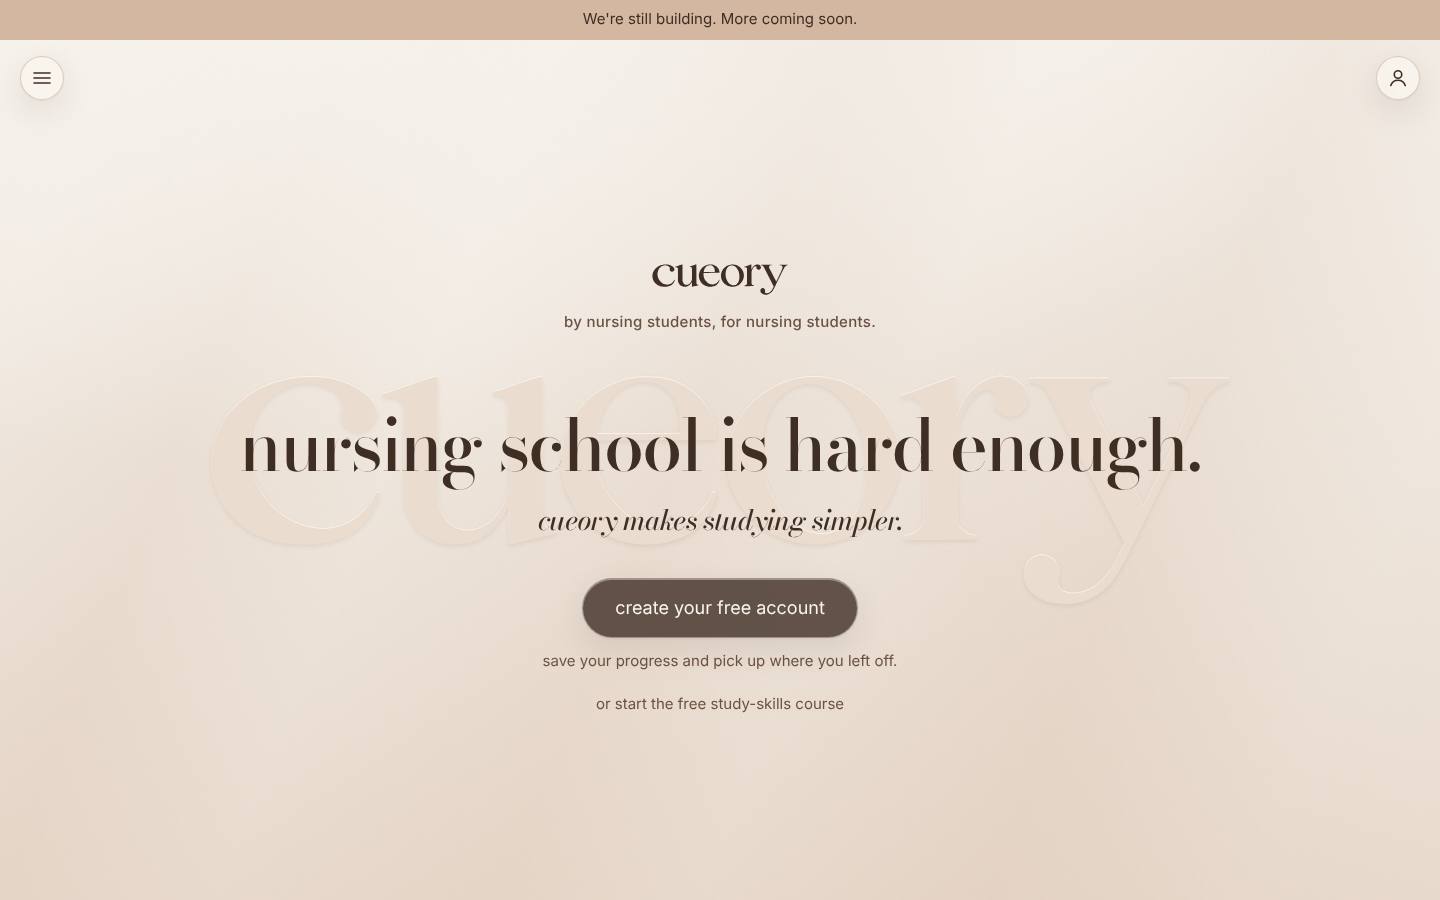 We're still building. More coming soon.
cueory
by nursing students, for nursing students.
cueory
nursing school is hard enough.
cueory makes studying simpler.
create your free account
save your progress and pick up where you left off.
or start the free study-skills course